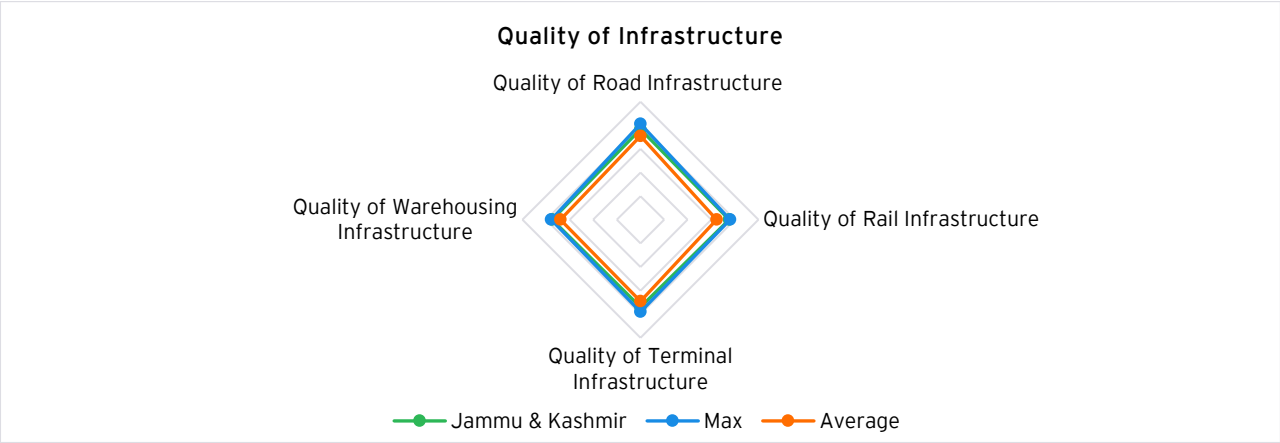 Quality of Infrastructure
Quality of Road Infrastructure
Quality of Warehousing
Infrastructure
Quality of Rail Infrastructure
Quality of Terminal
Infrastructure
Jammu & Kashmir Max Average